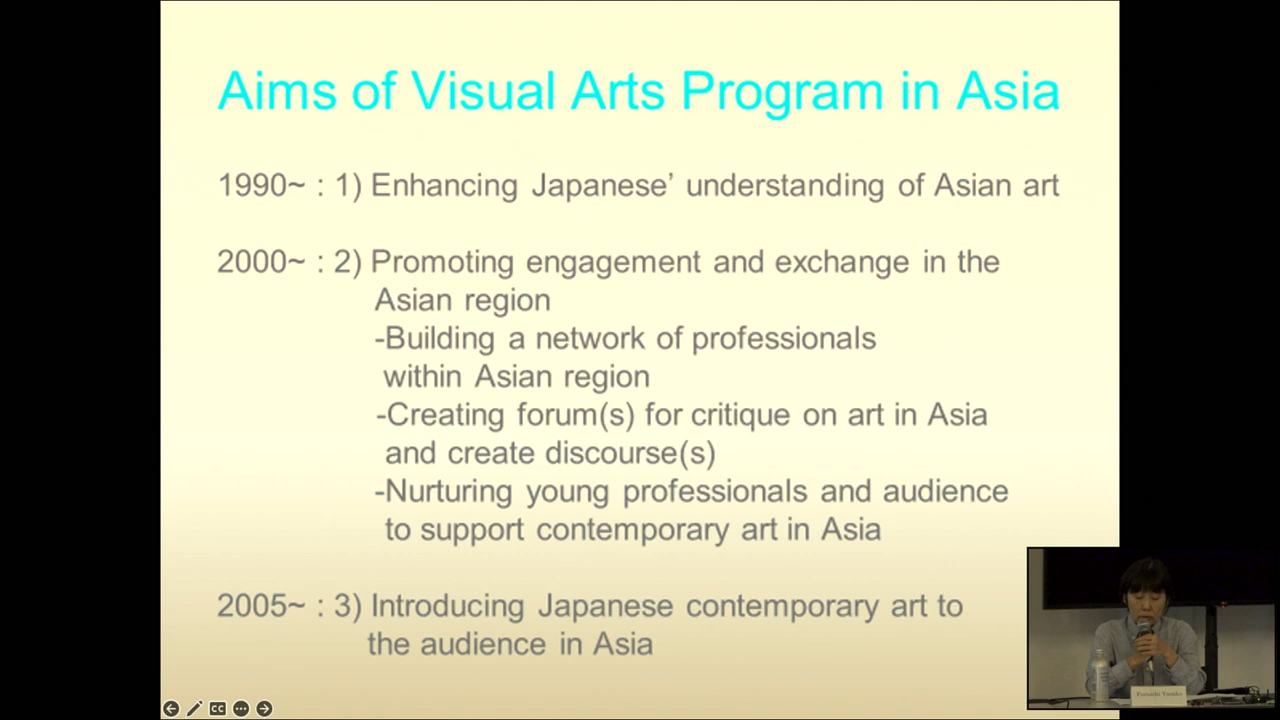 Aims of Visual Arts Program in Asia
1990~ : 1) Enhancing Japanese’ understanding of Asian art
2000~ : 2) Promoting engagement and exchange in the
Asian region
-Building a network of professionals
within Asian region
-Creating forum(s) for critique on art in Asia
and create discourse(s)
-Nurturing young professionals and audience
to support contemporary art in Asia
2005~ : 3) Introducing Japanese contemporary art to
the audience in Asia
CC